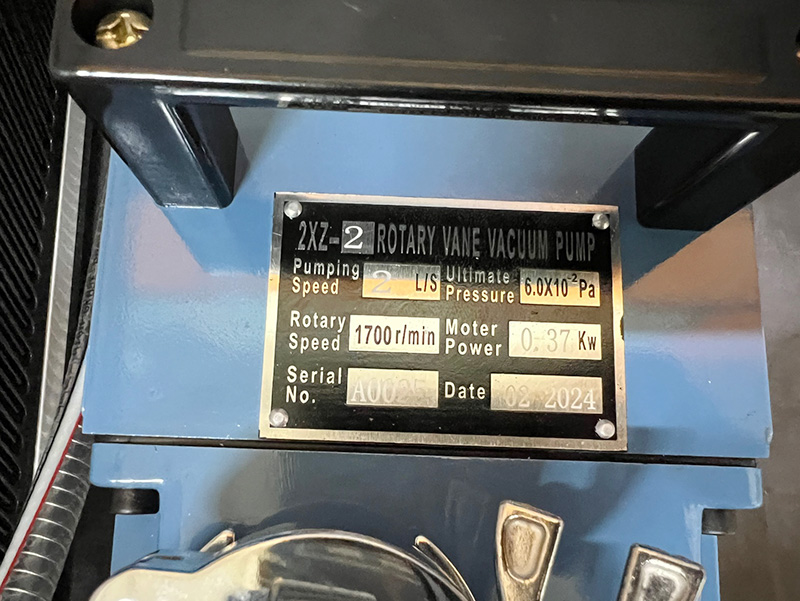 2XZ-2 ROTARY VANE VACUUM PUMP
Pumping Speed 2 L/S Ultimate Pressure 6.0X10⁻²Pa
Rotary Speed 1700r/min Moter Power 0.37 Kw
Serial No. A0025 Date 02 2024